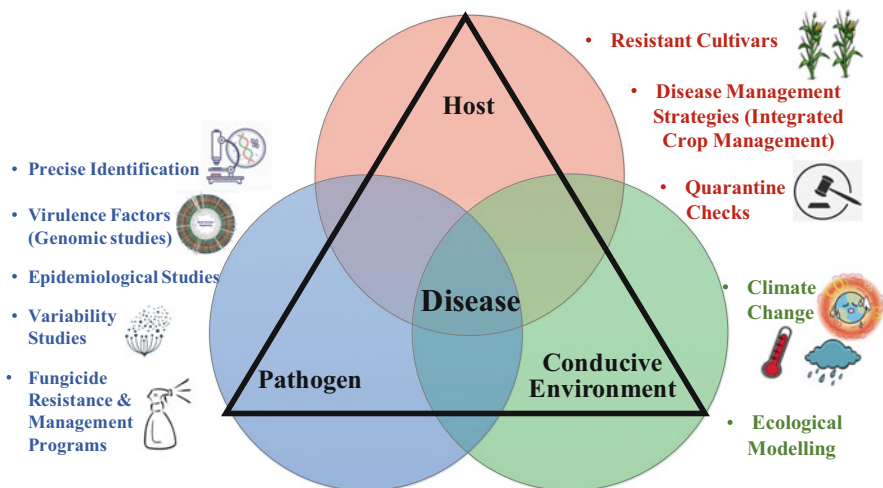 Host
Disease
Pathogen
Conducive
Environment
• Precise Identification
• Virulence Factors
(Genomic studies)
• Epidemiological Studies
• Variability
Studies
• Fungicide
Resistance &
Management
Programs
• Resistant Cultivars
• Disease Management
Strategies (Integrated
Crop Management)
• Quarantine
Checks
• Climate
Change
• Ecological
Modelling